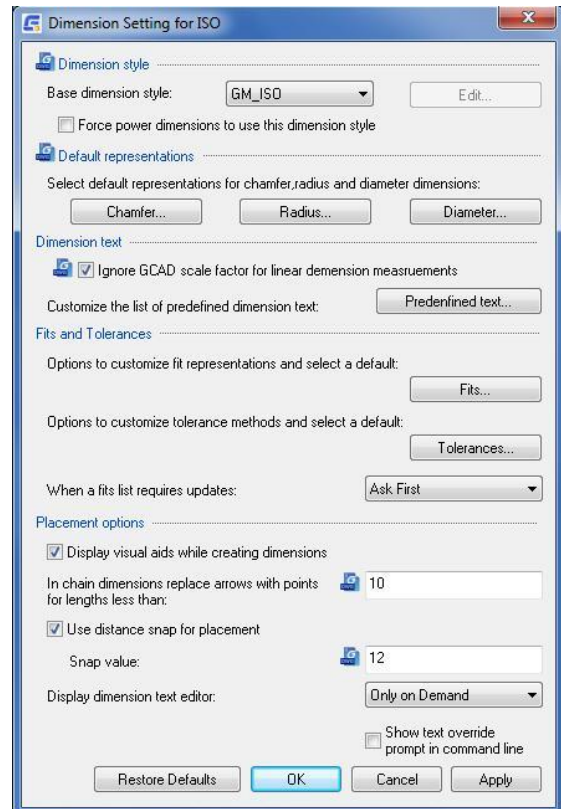 Dimension Setting for ISO
Dimension style
Base dimension style: GM_ISO Edit...
Force power dimensions to use this dimension style
Default representations
Select default representations for chamfer,radius and diameter dimensions:
Chamfer... Radius... Diameter...
Dimension text
Ignore GCAD scale factor for linear demension measruements
Customize the list of predefined dimension text: Predenfined text...
Fits and Tolerances
Options to customize fit representations and select a default:
Fits...
Options to customize tolerance methods and select a default:
Tolerances...
When a fits list requires updates: Ask First
Placement options
Display visual aids while creating dimensions
In chain dimensions replace arrows with points
for lengths less than: 10
Use distance snap for placement
Snap value: 12
Display dimension text editor: Only on Demand
Show text override
prompt in command line
Restore Defaults OK Cancel Apply